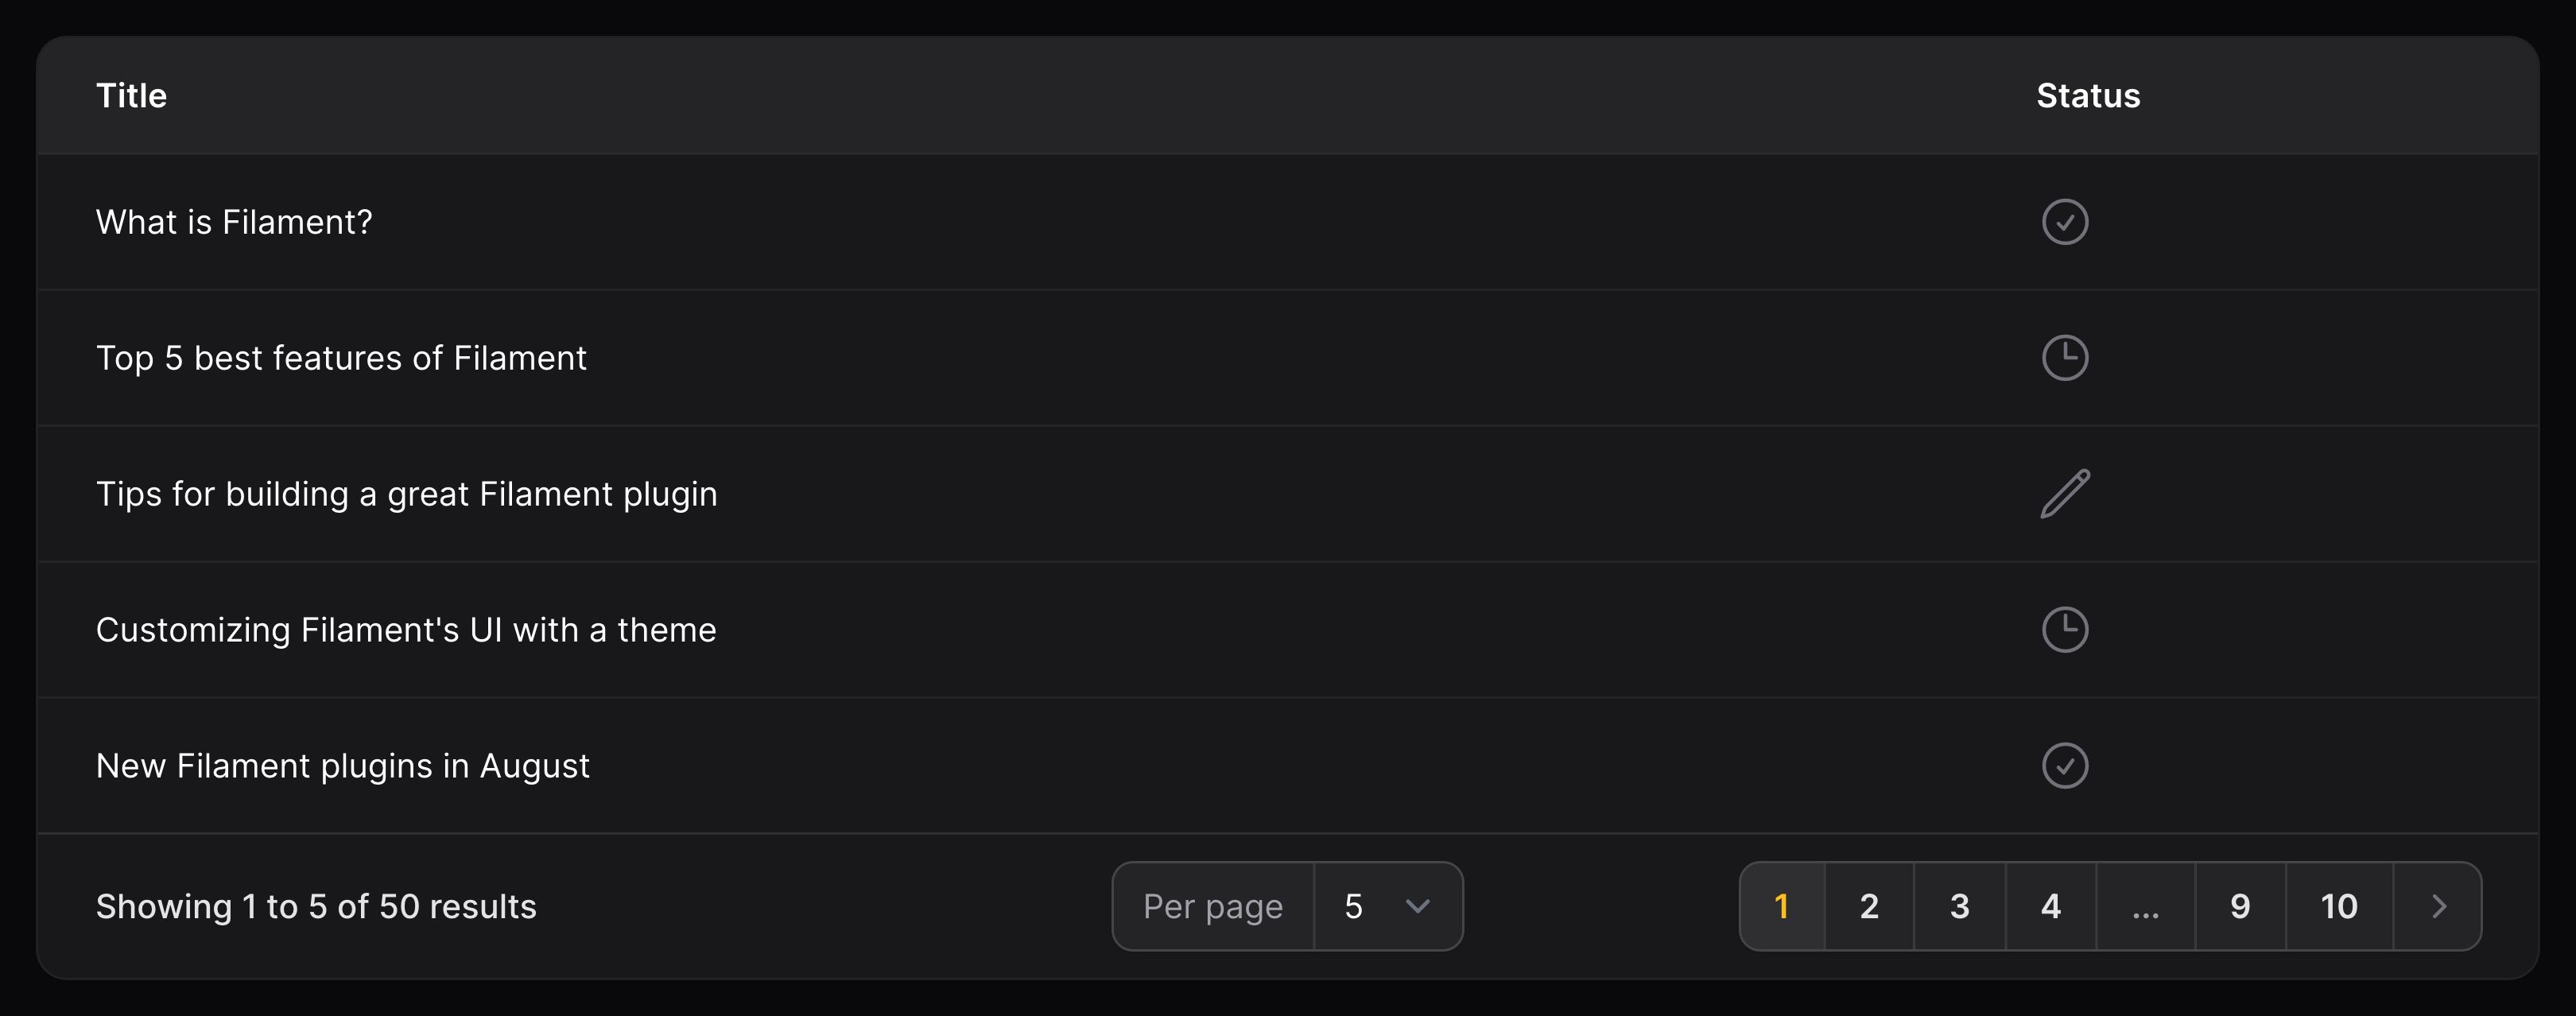 Title Status
What is Filament?
Top 5 best features of Filament
Tips for building a great Filament plugin
Customizing Filament's UI with a theme
New Filament plugins in August
Showing 1 to 5 of 50 results Per page 5 1 2 3 4 ... 9 10